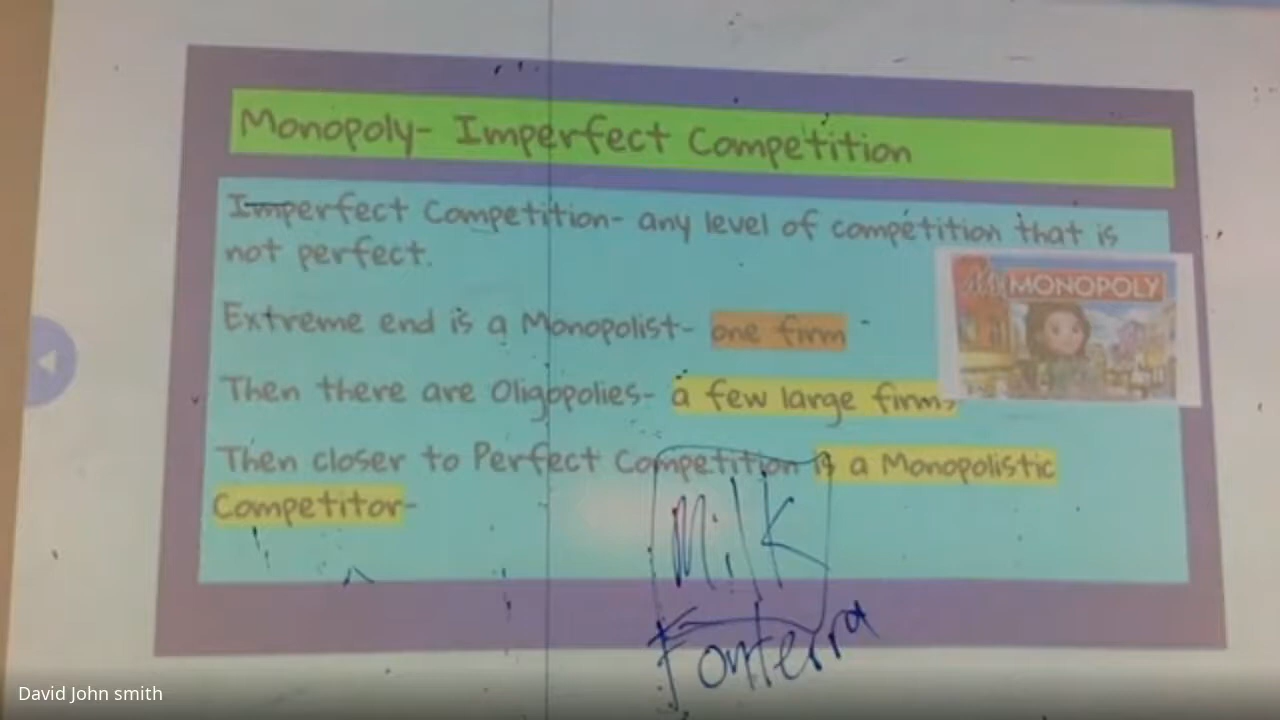 Monopoly- Imperfect Competition
Imperfect Competition- any level of competition that is
not perfect.
My MONOPOLY
Extreme end is a Monopolist- one firm
Then there are Oligopolies- a few large firms
Then closer to Perfect Competition is a Monopolistic
Competitor-
Milk
Fonterra
David John smith